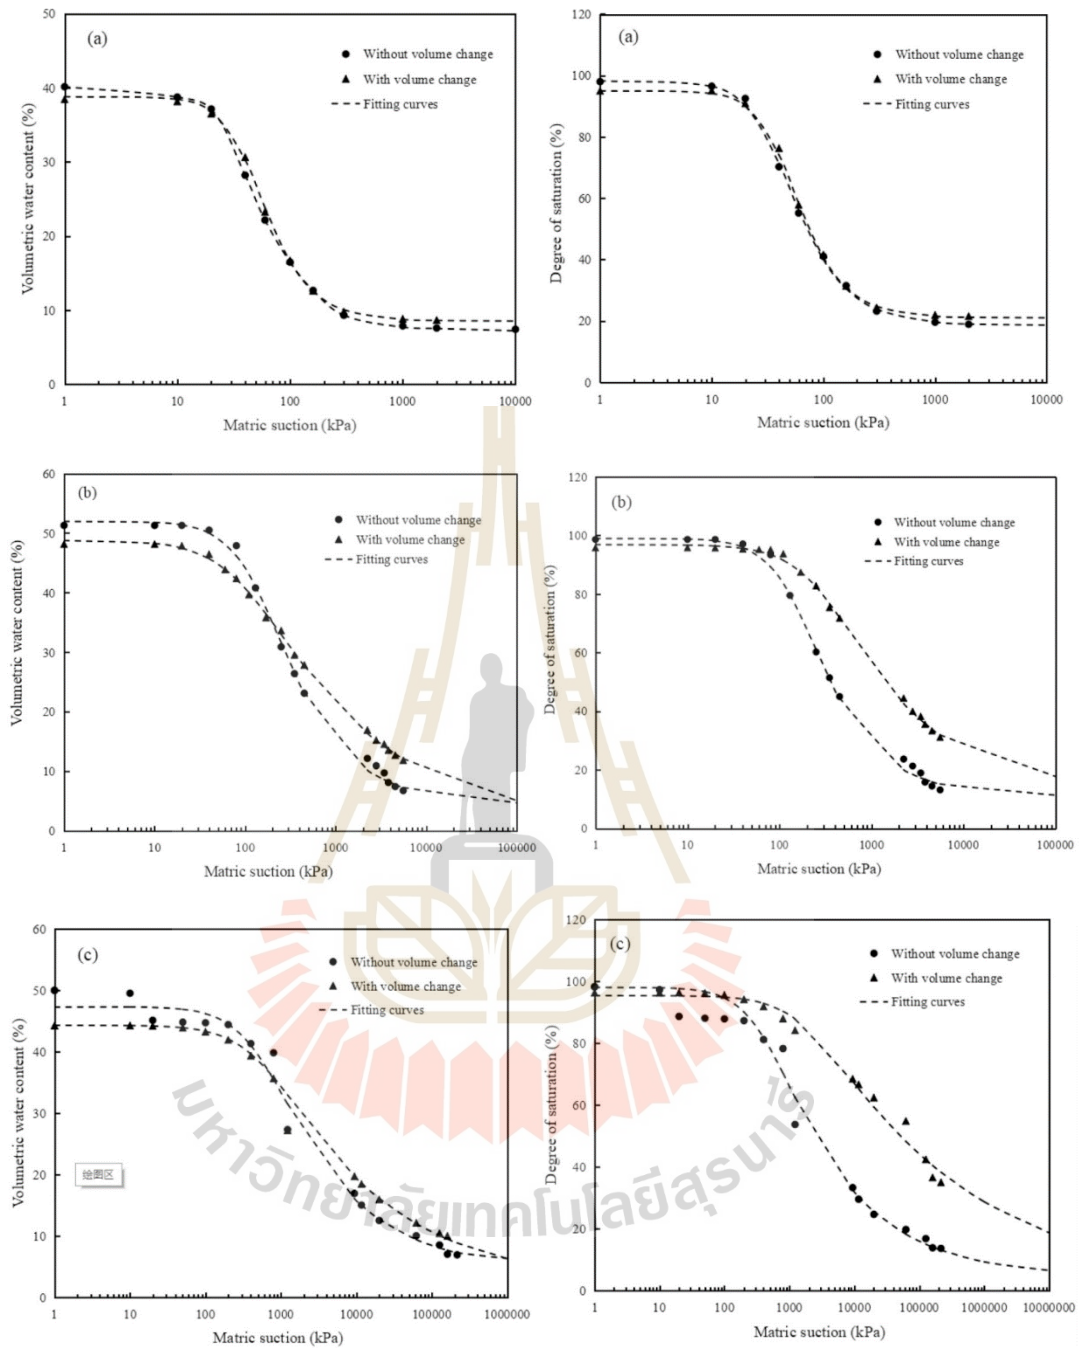 (a)
Without volume change
With volume change
Fitting curves
Volumetric water content (%)
50
40
30
20
10
0
1 10 100 1000 10000
Matric suction (kPa)
(a)
Without volume change
With volume change
Fitting curves
Degree of saturation (%)
120
100
80
60
40
20
0
1 10 100 1000 10000
Matric suction (kPa)
(b)
Without volume change
With volume change
Fitting curves
Volumetric water content (%)
60
50
40
30
20
10
0
1 10 100 1000 10000 100000
Matric suction (kPa)
(b)
Without volume change
With volume change
Fitting curves
Degree of saturation (%)
120
100
80
60
40
20
0
1 10 100 1000 10000 100000
Matric suction (kPa)
(c)
Without volume change
With volume change
Fitting curves
Volumetric water content (%)
60
50
40
30
20
10
0
绘图区
1 10 100 1000 10000 100000 1000000
Matric suction (kPa)
(c)
Without volume change
With volume change
Fitting curves
Degree of saturation (%)
120
100
80
60
40
20
0
1 10 100 1000 10000 100000 1000000 10000000
Matric suction (kPa)
มหาวิทยาลัยเทคโนโลยีสุรนารี